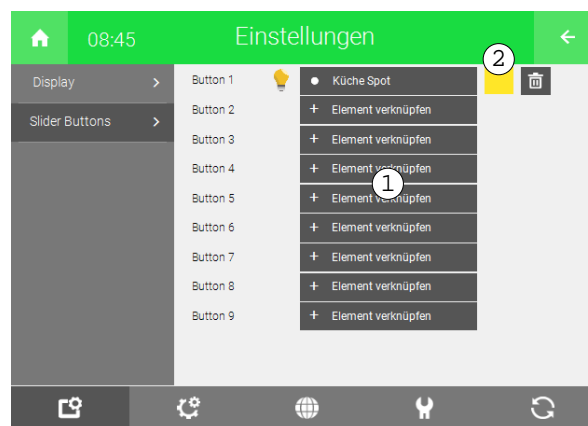 08:45 Einstellungen
2
Display Button 1 Küche Spot
Slider Buttons Button 2 + Element verknüpfen
Button 3 + Element verknüpfen
Button 4 + Element verknüpfen
1
Button 5 + Element verknüpfen
Button 6 + Element verknüpfen
Button 7 + Element verknüpfen
Button 8 + Element verknüpfen
Button 9 + Element verknüpfen